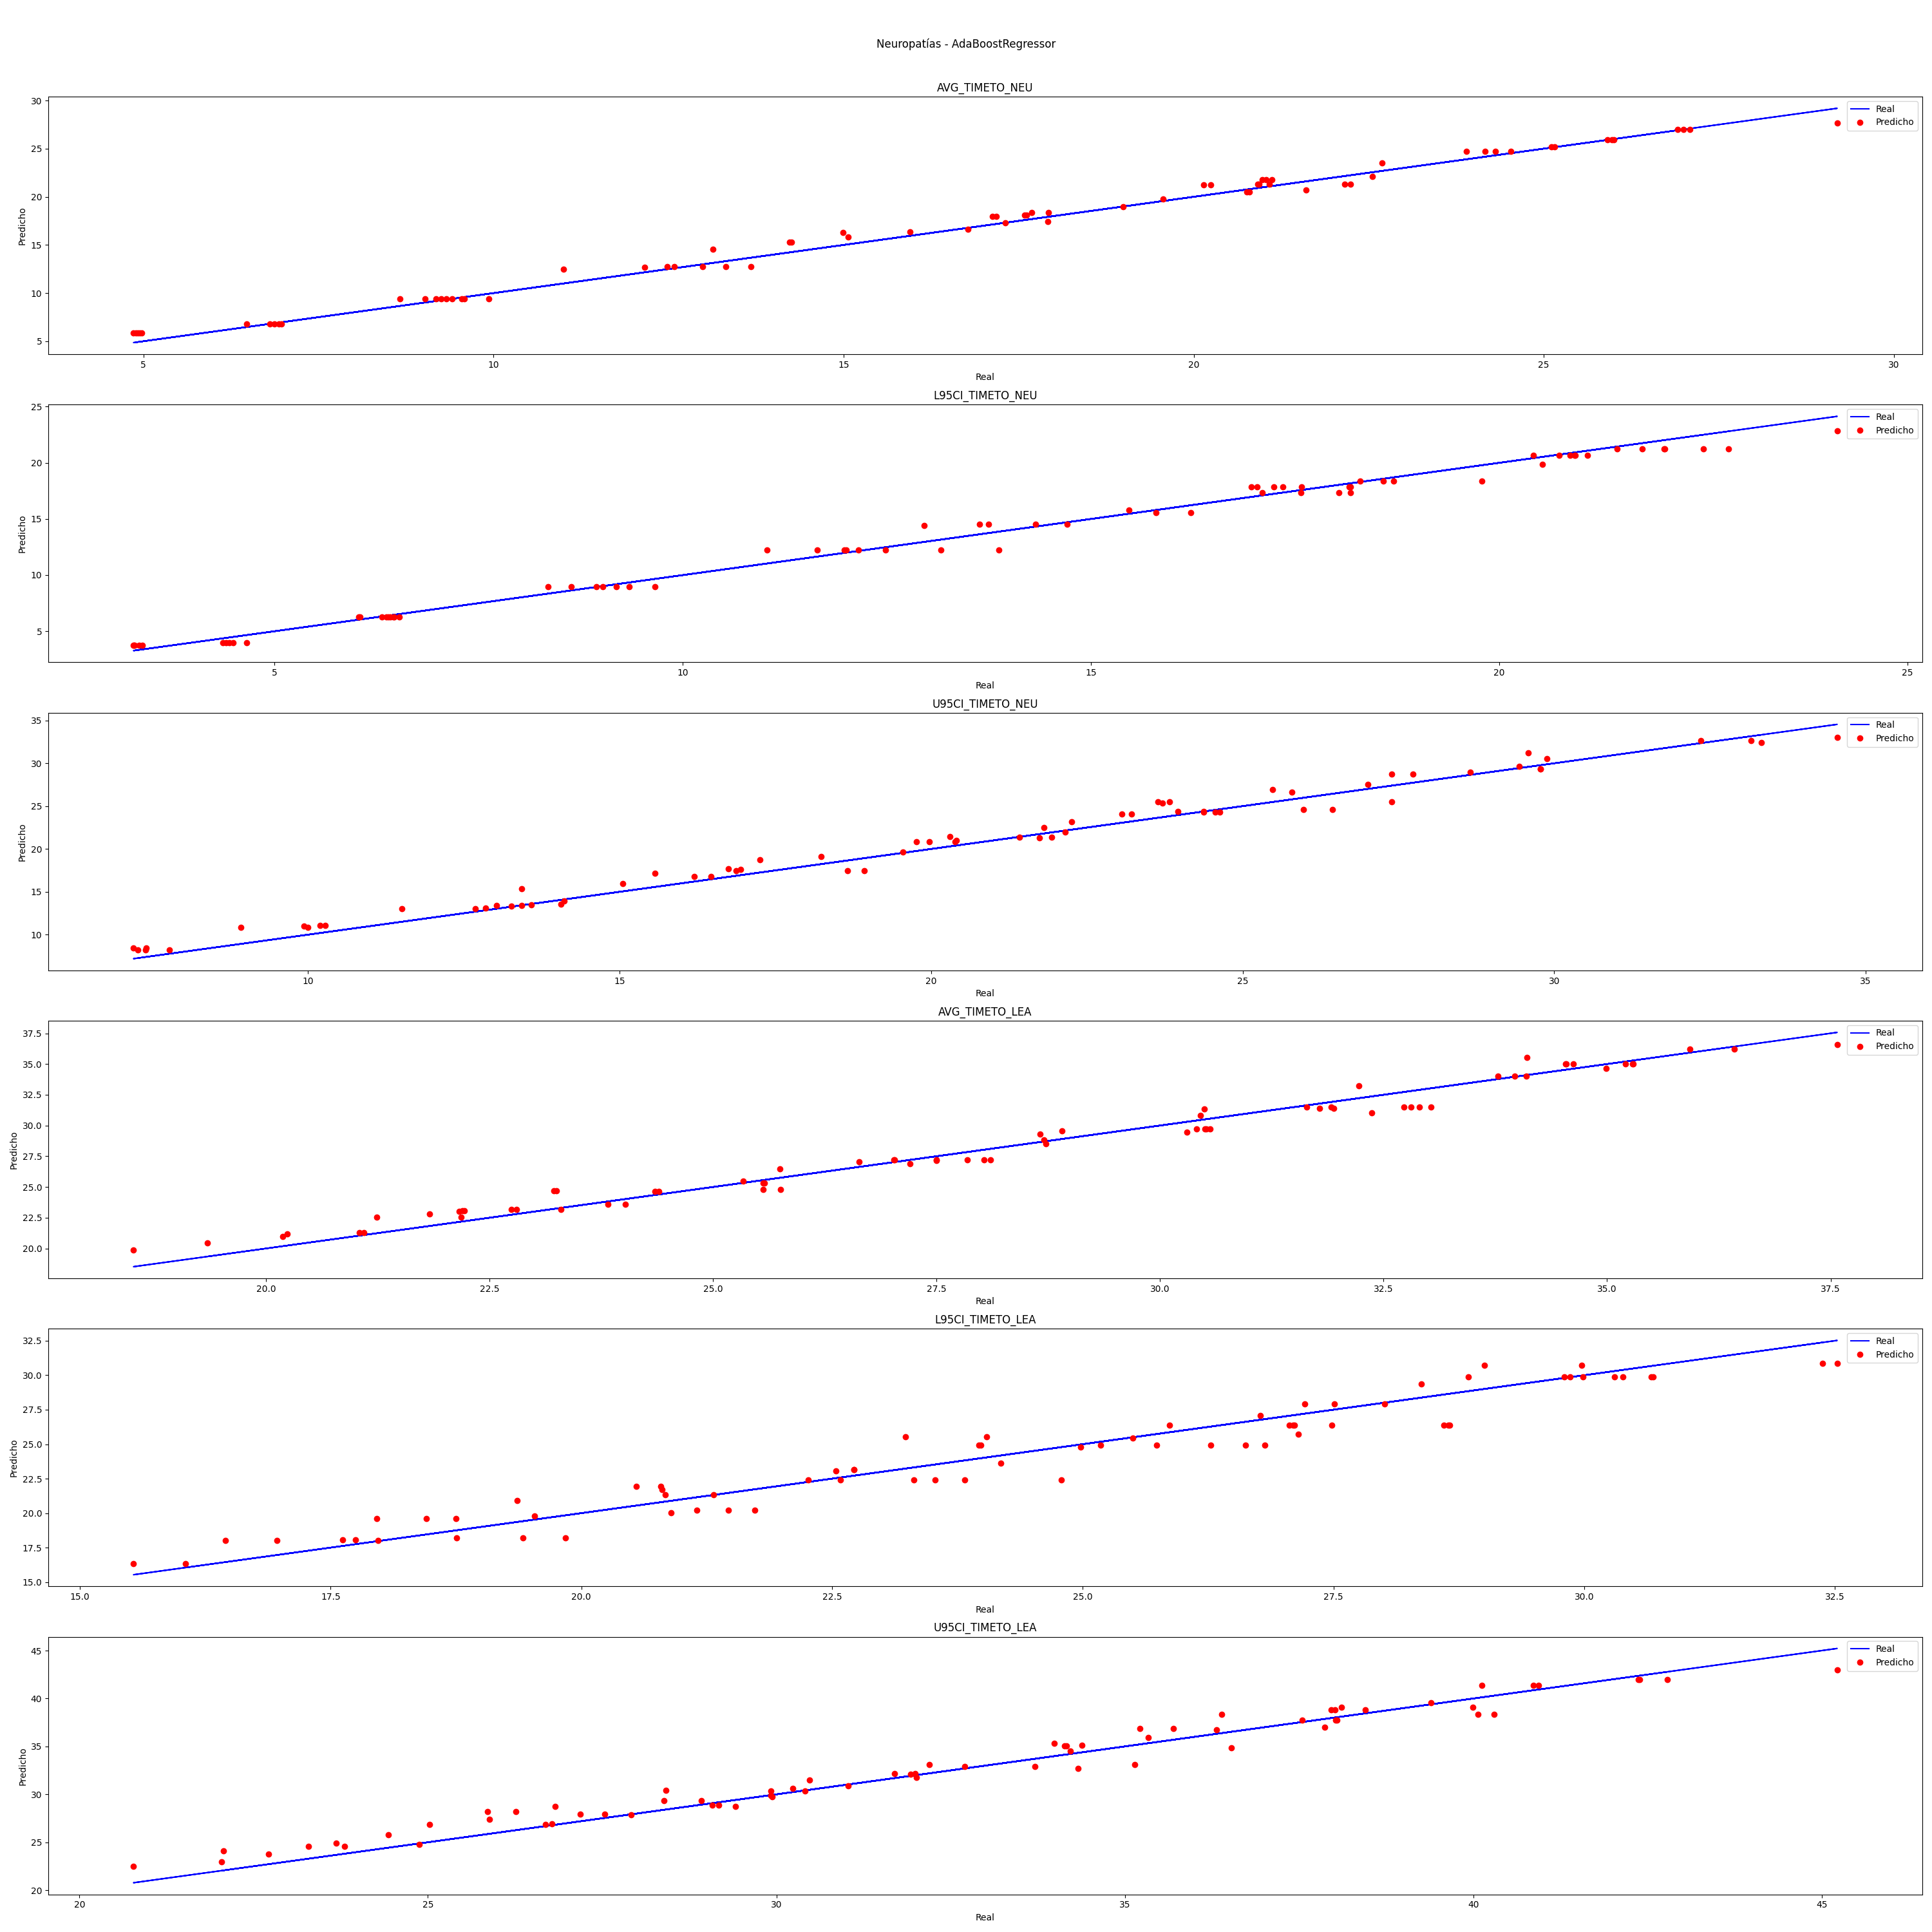 Neuropatías - AdaBoostRegressor
AVG_TIMETO_NEU
30
25
20
15
10
5
Predicho
Real
Predicho
5
10
15
20
25
30
Real
L95CI_TIMETO_NEU
25
20
15
10
5
Predicho
Real
Predicho
5
10
15
20
25
Real
U95CI_TIMETO_NEU
35
30
25
20
15
10
Predicho
Real
Predicho
10
15
20
25
30
35
Real
AVG_TIMETO_LEA
37.5
35.0
32.5
30.0
27.5
25.0
22.5
20.0
Predicho
Real
Predicho
20.0
22.5
25.0
27.5
30.0
32.5
35.0
37.5
Real
L95CI_TIMETO_LEA
32.5
30.0
27.5
25.0
22.5
20.0
17.5
15.0
Predicho
Real
Predicho
15.0
17.5
20.0
22.5
25.0
27.5
30.0
32.5
Real
U95CI_TIMETO_LEA
45
40
35
30
25
20
Predicho
Real
Predicho
20
25
30
35
40
45
Real